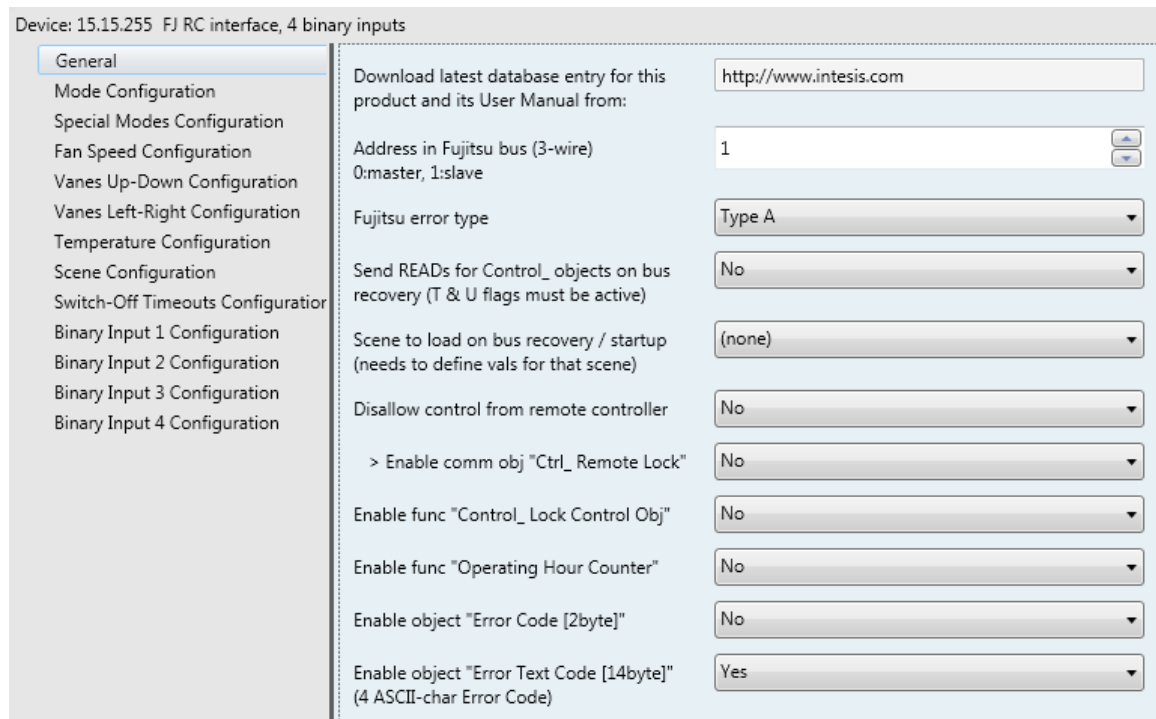 Device: 15.15.255 FJ RC interface, 4 binary inputs
General
Mode Configuration
Special Modes Configuration
Fan Speed Configuration
Vanes Up-Down Configuration
Vanes Left-Right Configuration
Temperature Configuration
Scene Configuration
Switch-Off Timeouts Configuration
Binary Input 1 Configuration
Binary Input 2 Configuration
Binary Input 3 Configuration
Binary Input 4 Configuration
Download latest database entry for this
product and its User Manual from:
http://www.intesis.com
Address in Fujitsu bus (3-wire)
0:master, 1:slave
1
Fujitsu error type
Type A
Send READs for Control_ objects on bus
recovery (T & U flags must be active)
No
Scene to load on bus recovery / startup
(needs to define vals for that scene)
(none)
Disallow control from remote controller
No
> Enable comm obj "Ctrl_ Remote Lock"
No
Enable func "Control_ Lock Control Obj"
No
Enable func "Operating Hour Counter"
No
Enable object "Error Code [2byte]"
No
Enable object "Error Text Code [14byte]"
(4 ASCII-char Error Code)
Yes